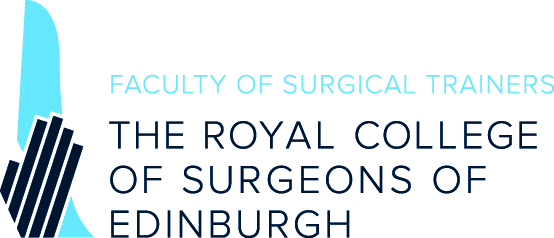 FACULTY OF SURGICAL TRAINERS
THE ROYAL COLLEGE
OF SURGEONS OF
EDINBURGH